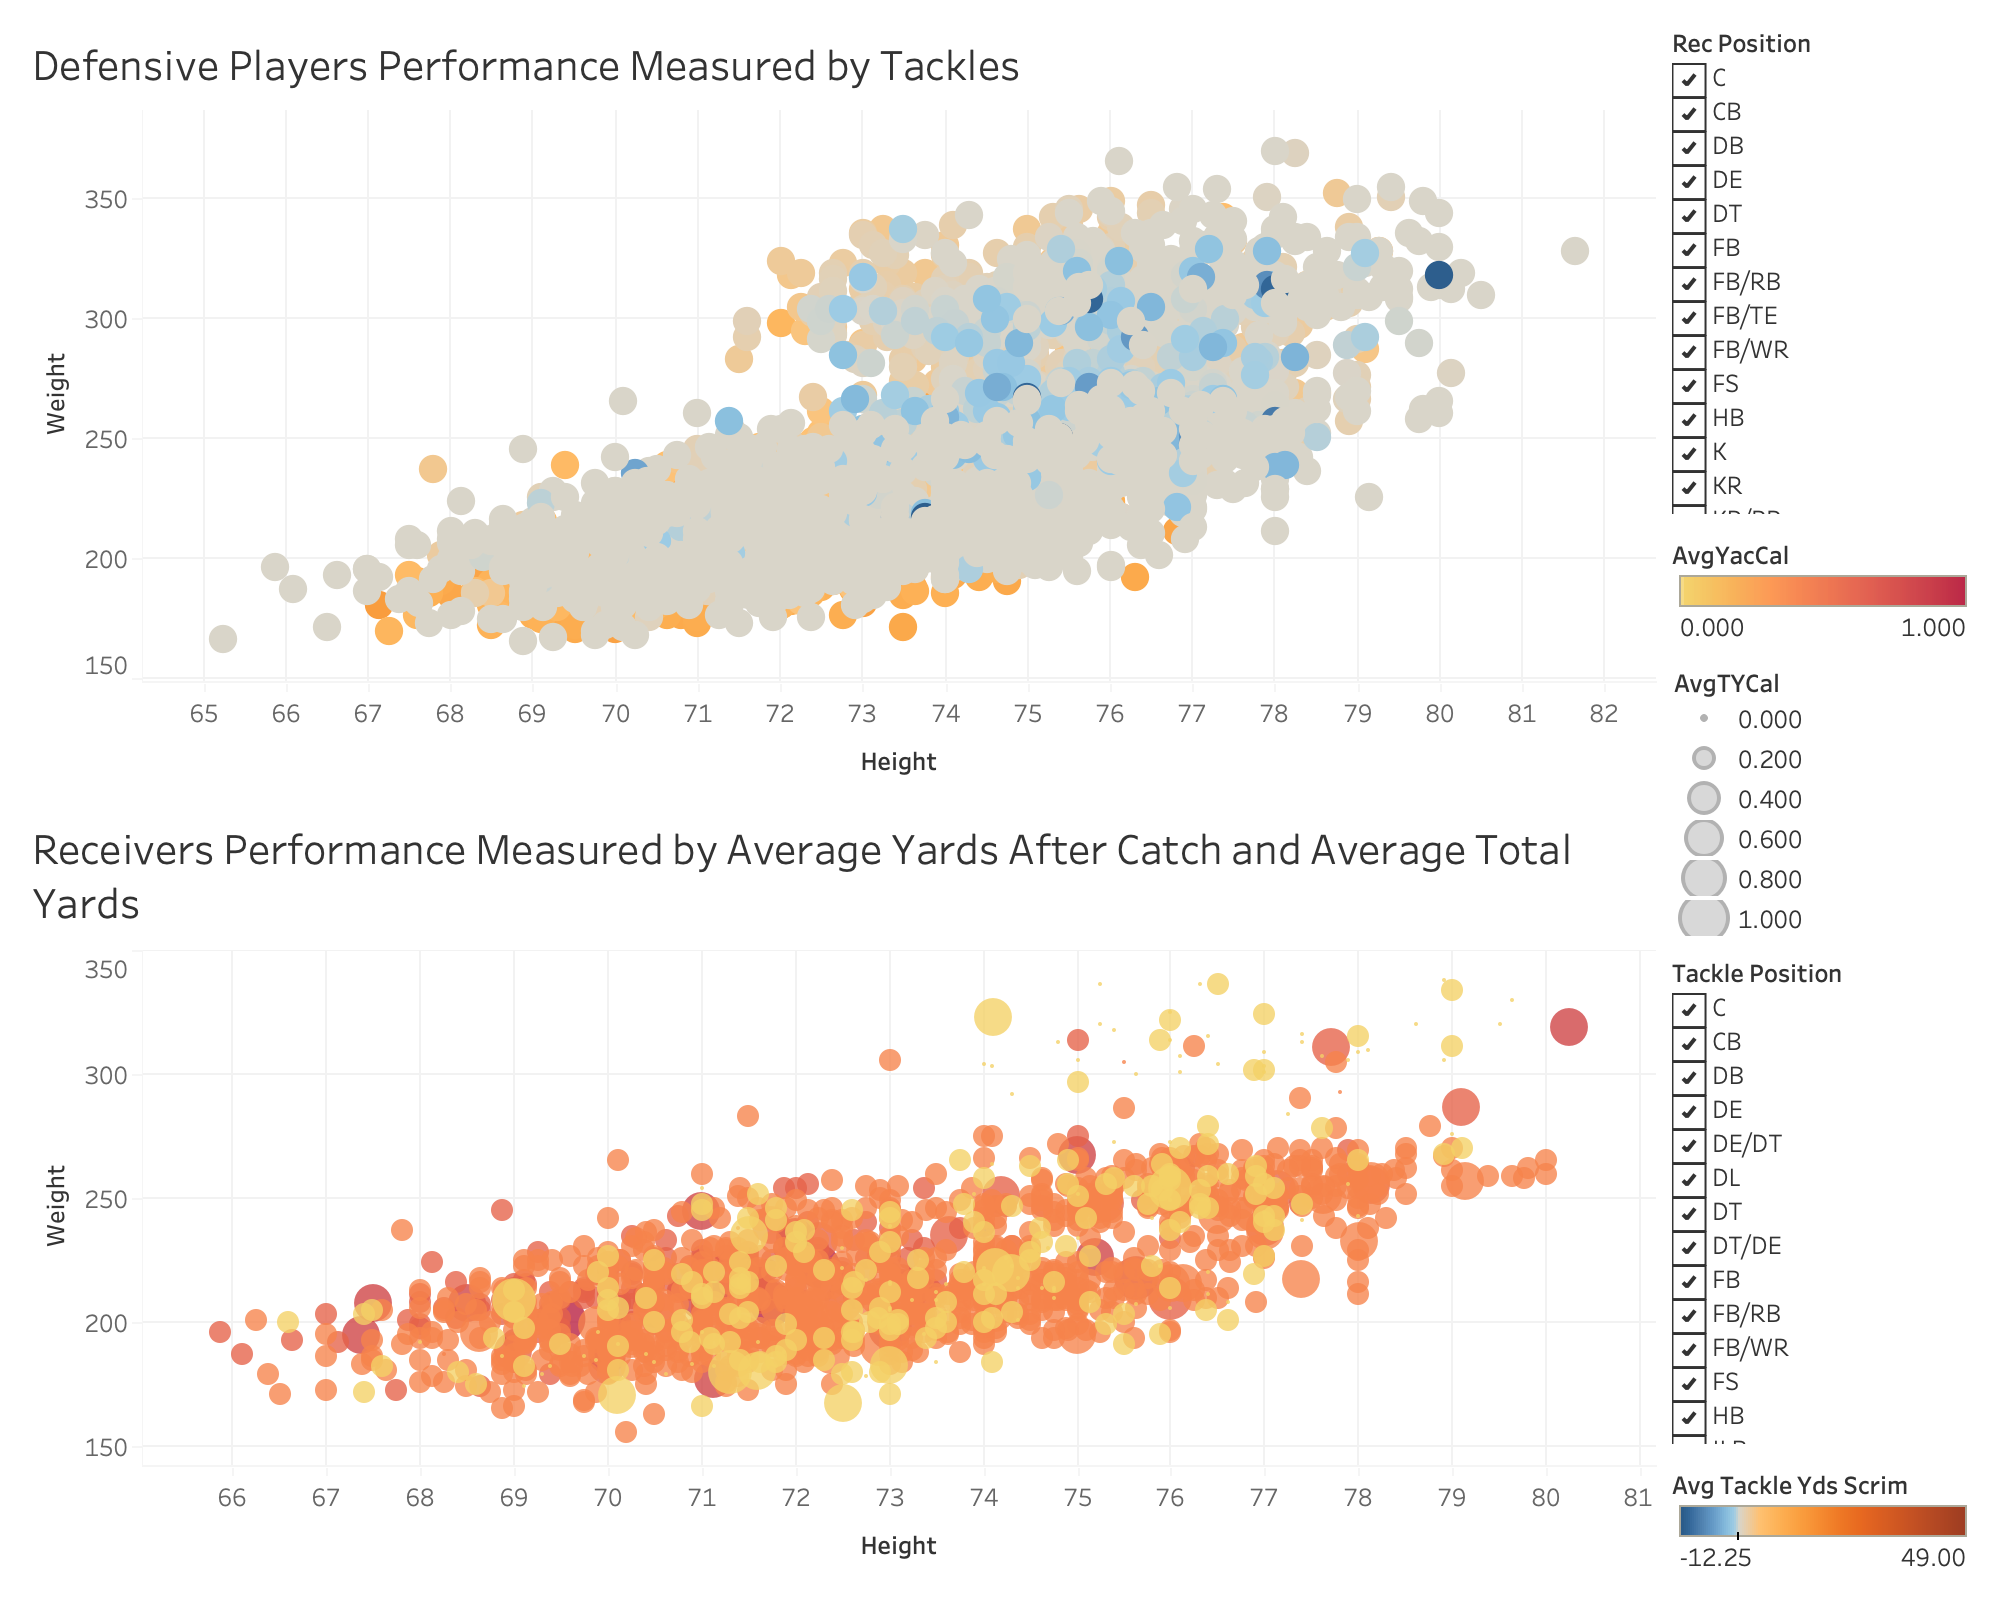 Defensive Players Performance Measured by Tackles
Weight
350
300
250
200
150
65 66 67 68 69 70 71 72 73 74 75 76 77 78 79 80 81 82
Height
Receivers Performance Measured by Average Yards After Catch and Average Total
Yards
Weight
350
300
250
200
150
66 67 68 69 70 71 72 73 74 75 76 77 78 79 80 81
Height
Rec Position
C
CB
DB
DE
DT
FB
FB/RB
FB/TE
FB/WR
FS
HB
K
KR
AvgYacCal
0.000 1.000
AvgTYCal
0.000
0.200
0.400
0.600
0.800
1.000
Tackle Position
C
CB
DB
DE
DE/DT
DL
DT
DT/DE
FB
FB/RB
FB/WR
FS
HB
Avg Tackle Yds Scrim
-12.25 49.00